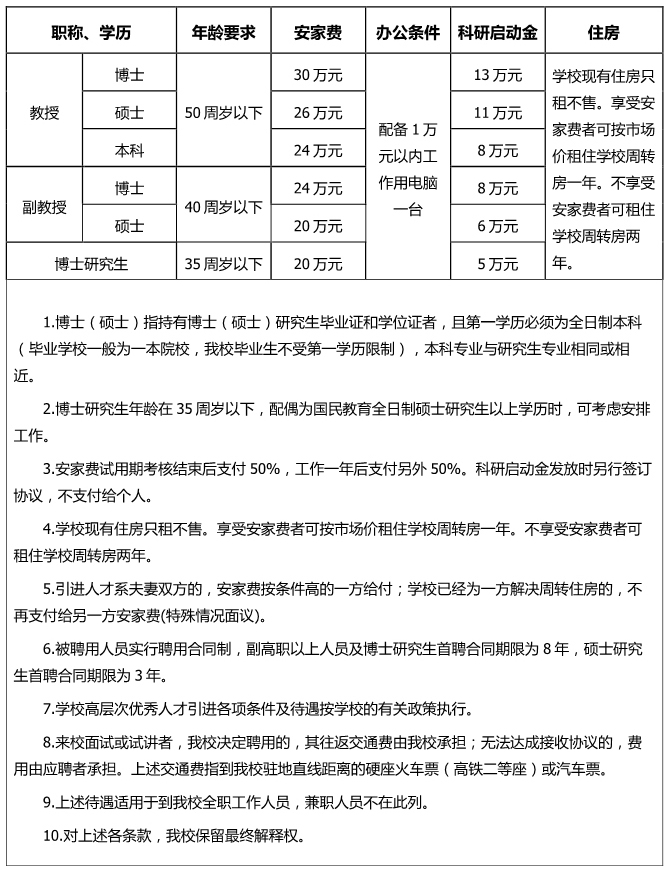 职称、学历 年龄要求 安家费 办公条件 科研启动金 住房
教授 博士 50周岁以下 30万元 配备1万元以内工作用电脑一台 13万元 学校现有住房只租不售。享受安家费者可按市场价租住学校周转房一年。不享受安家费者可租住学校周转房两年。
硕士 26万元 11万元
本科 24万元 8万元
副教授 博士 40周岁以下 24万元 8万元
硕士 20万元 6万元
博士研究生 35周岁以下 20万元 5万元
1.博士（硕士）指持有博士（硕士）研究生毕业证和学位证者，且第一学历必须为全日制本科
（毕业学校一般为一本院校，我校毕业生不受第一学历限制），本科专业与研究生专业相同或相
近。
2.博士研究生年龄在35周岁以下，配偶为国民教育全日制硕士研究生以上学历时，可考虑安排
工作。
3.安家费试用期考核结束后支付50%，工作一年后支付另外50%。科研启动金发放时另行签订
协议，不支付给个人。
4.学校现有住房只租不售。享受安家费者可按市场价租住学校周转房一年。不享受安家费者可
租住学校周转房两年。
5.引进人才系夫妻双方的，安家费按条件高的一方给付；学校已经为一方解决周转住房的，不
再支付给另一方安家费(特殊情况面议)。
6.被聘用人员实行聘用合同制，副高职以上人员及博士研究生首聘合同期限为8年，硕士研究
生首聘合同期限为3年。
7.学校高层次优秀人才引进各项条件及待遇按学校的有关政策执行。
8.来校面试或试讲者，我校决定聘用的，其往返交通费由我校承担；无法达成接收协议的，费
用由应聘者承担。上述交通费指到我校驻地直线距离的硬座火车票（高铁二等座）或汽车票。
9.上述待遇适用于到我校全职工作人员，兼职人员不在此列。
10.对上述各条款，我校保留最终解释权。